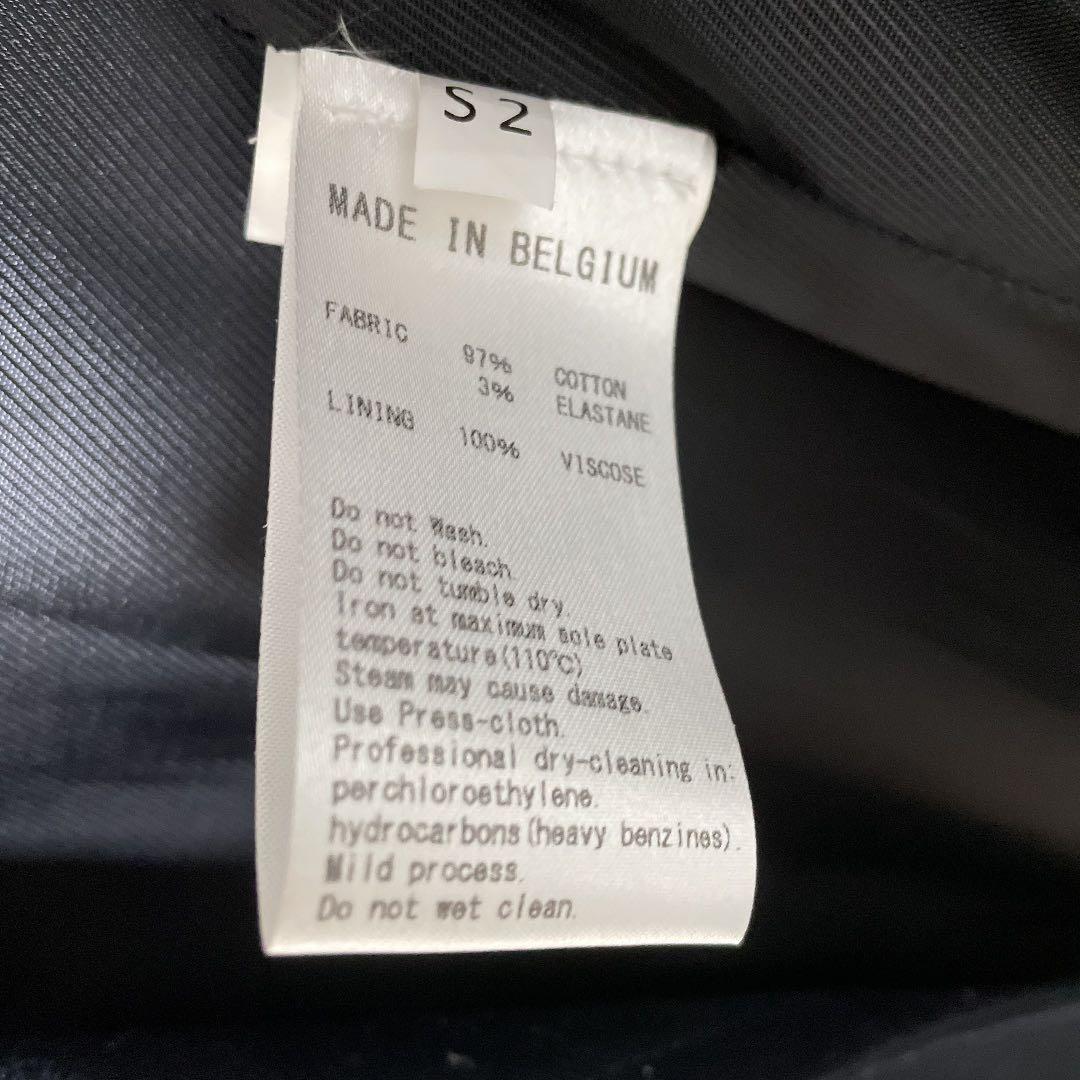 S 2
MADE IN BELGIUM
FABRIC
97% COTTON
3% ELASTANE
LINING
100% VISCOSE
Do not Wash.
Do not bleach.
Do not tumble dry.
Iron at maximum sole plate
temperature(110℃)
Steam may cause damage.
Use Press-cloth.
Professional dry-cleaning in:
perchloroethylene.
hydrocarbons(heavy benzines).
Mild process.
Do not wet clean.